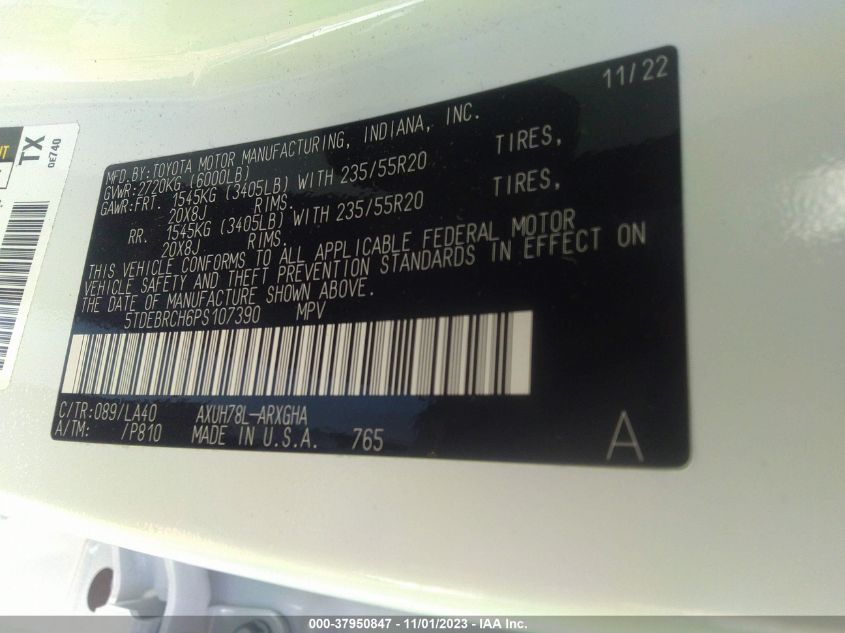 11/22
MFD.BY:TOYOTA MOTOR MANUFACTURING, INDIANA, INC.
GVWR:2720KG (6000LB)
GAWR:FRT. 1545KG (3405LB) WITH 235/55R20 TIRES,
20X8J RIMS.
RR. 1545KG (3405LB) WITH 235/55R20 TIRES,
20X8J RIMS.
THIS VEHICLE CONFORMS TO ALL APPLICABLE FEDERAL MOTOR
VEHICLE SAFETY AND THEFT PREVENTION STANDARDS IN EFFECT ON
THE DATE OF MANUFACTURE SHOWN ABOVE.
5TDEBRCH6PS107390 MPV
C/TR:089/LA40 AXUH78L-ARXGHA
A/TM: /P810 MADE IN U.S.A. 765
A
TX
0E740
000-37950847 - 11/01/2023 - IAA Inc.